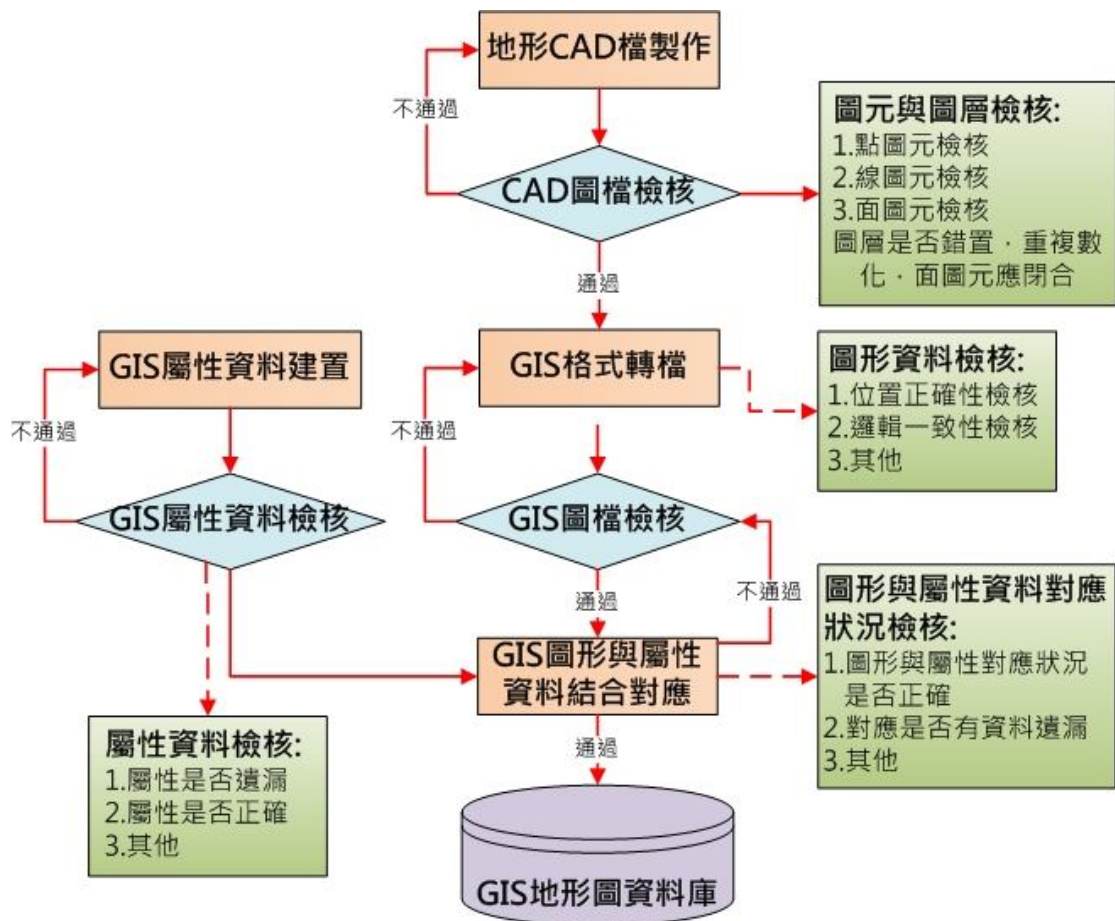 地形CAD檔製作
不通過
CAD圖檔檢核
圖元與圖層檢核:
1.點圖元檢核
2.線圖元檢核
3.面圖元檢核
圖層是否錯置﹒重複數
化﹒面圖元應閉合
通過
GIS屬性資料建置
不通過
GIS屬性資料檢核
GIS格式轉檔
不通過
GIS圖檔檢核
圖形資料檢核:
1.位置正確性檢核
2.邏輯一致性檢核
3.其他
通過
不通過
GIS圖形與屬性
資料結合對應
圖形與屬性資料對應
狀況檢核:
1.圖形與屬性對應狀況
是否正確
2.對應是否有資料遺漏
3.其他
屬性資料檢核:
1.屬性是否遺漏
2.屬性是否正確
3.其他
通過
GIS地形圖資料庫